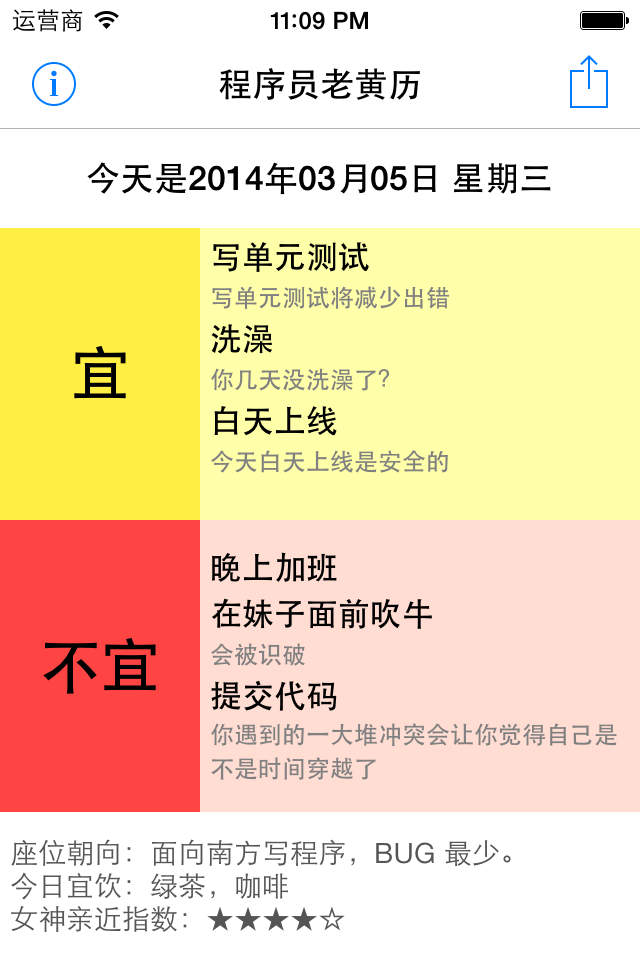 运营商 11:09 PM
程序员老黄历
今天是2014年03月05日 星期三
宜
写单元测试
写单元测试将减少出错
洗澡
你几天没洗澡了？
白天上线
今天白天上线是安全的
不宜
晚上加班
在妹子面前吹牛
会被识破
提交代码
你遇到的一大堆冲突会让你觉得自己是
不是时间穿越了
座位朝向：面向南方写程序，BUG 最少。
今日宜饮：绿茶，咖啡
女神亲近指数：★★★★☆